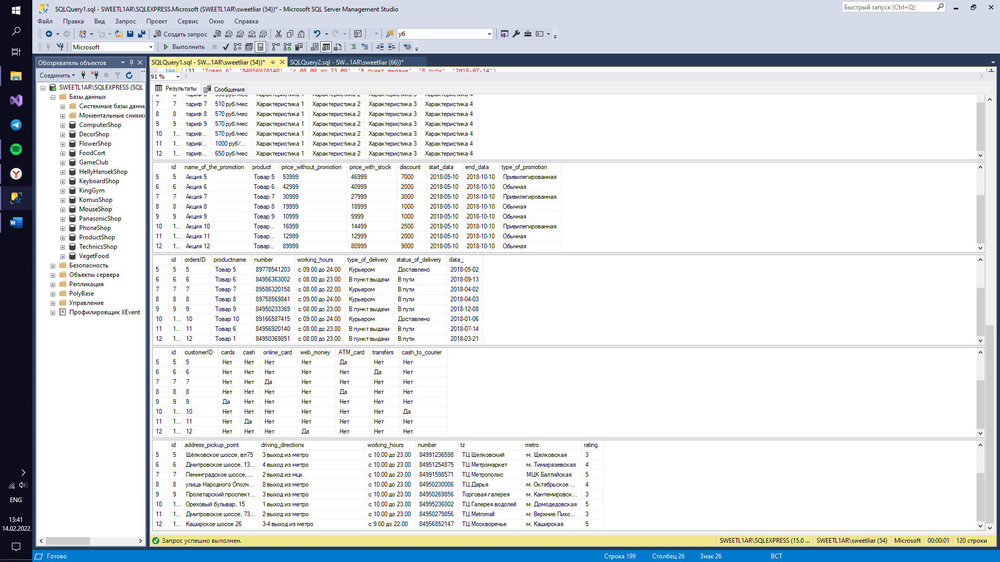 SQLQuery1.sql - SWEETL1AR\SQLEXPRESS.Microsoft (SWEETL1AR\sweetliar (54))* - Microsoft SQL Server Management Studio
Быстрый запуск (Ctrl+Q)
Файл Правка Вид Запрос Проект Сервис Окно Справка
Создать запрос MDX DMX XMLA DAX уб
Microsoft Выполнить
Обозреватель объектов
Соединить
SWEETL1AR\SQLEXPRESS (SQL
Базы данных
Системные базы данн
Моментальные снимк
ComputerShop
DecorShop
FlowerShop
FoodCort
GameClub
HellyHansekShop
KeyboardShop
KingGym
KomusShop
MouseShop
PanasonicShop
PhoneShop
ProductShop
TechnicsShop
VegetFood
Безопасность
Объекты сервера
Репликация
PolyBase
Управление
Профилировщик XEvent
SQLQuery1.sql - SW...1AR\sweetliar (54))* SQLQuery2.sql - SW...1AR\sweetliar (66))*
190 (11, 'Товар 6', '84956920140', 'с 08.00 до 23.00', 'В пункт выдачи', 'В пути', '2018-07-14')
91 %
Результаты Сообщения
7 7 тариф 7 510 руб/мес Характеристика 1 Характеристика 2 Характеристика 3 Характеристика 4
8 8 тариф 8 570 руб/мес Характеристика 1 Характеристика 2 Характеристика 3 Характеристика 4
9 9 тариф 9 570 руб/мес Характеристика 1 Характеристика 2 Характеристика 3 Характеристика 4
10 1... тариф... 570 руб/мес Характеристика 1 Характеристика 2 Характеристика 3 Характеристика 4
11 1... тариф... 1000 руб/... Характеристика 1 Характеристика 2 Характеристика 3 Характеристика 4
12 1... тариф... 650 руб/мес Характеристика 1 Характеристика 2 Характеристика 3 Характеристика 4
id name_of_the_promotion product price_without_promotion price_with_stock discount start_data end_data type_of_promotion
5 5 Акция 5 Товар 5 53999 46999 7000 2018-05-10 2018-10-10 Привилегированная
6 6 Акция 6 Товар 6 42999 40999 2000 2018-05-10 2018-10-10 Обычная
7 7 Акция 7 Товар 7 30999 27999 3000 2018-05-10 2018-10-10 Привилегированная
8 8 Акция 8 Товар 8 19999 18999 1000 2018-05-10 2018-10-10 Обычная
9 9 Акция 9 Товар 9 10999 9999 1000 2018-05-10 2018-10-10 Обычная
10 1... Акция 10 Товар... 16999 14499 2500 2018-05-10 2018-10-10 Привилегированная
11 1... Акция 11 Товар... 12999 12999 2000 2018-05-10 2018-10-10 Обычная
12 1... Акция 12 Товар... 89999 80999 9000 2018-05-10 2018-10-10 Обычная
id ordersID productname number working_hours type_of_delivery status_of_delivery data_
5 5 5 Товар 5 89778541203 с 09.00 до 24.00 Курьером Доставлено 2018-05-02
6 6 6 Товар 6 84956363002 с 08.00 до 23.00 В пункт выдачи В пути 2018-09-13
7 7 7 Товар 7 89586320158 с 08.00 до 22.00 Курьером В пути 2018-04-02
8 8 8 Товар 8 89758569841 с 09.00 до 24.00 Курьером В пути 2018-04-03
9 9 9 Товар 9 84950233369 с 08.00 до 23.00 В пункт выдачи В пути 2018-12-08
10 1... 10 Товар 10 89166587415 с 09.00 до 24.00 Курьером Доставлено 2018-01-06
11 1... 11 Товар 6 84956920140 с 08.00 до 23.00 В пункт выдачи В пути 2018-07-14
12 1... 12 Товар 1 84950369851 с 08.00 до 23.00 В пункт выдачи В пути 2018-03-21
id customerID cards cash online_card web_money ATM_card transfers cash_to_courier
5 5 5 Нет Нет Нет Нет Да Нет Нет
6 6 6 Нет Нет Нет Нет Нет Да Нет
7 7 7 Нет Нет Да Нет Нет Нет Нет
8 8 8 Нет Нет Нет Нет Да Нет Нет
9 9 9 Да Нет Нет Нет Нет Нет Нет
10 1... 10 Нет Нет Нет Нет Нет Нет Да
11 1... 11 Нет Да Нет Нет Нет Нет Нет
12 1... 12 Нет Нет Нет Да Нет Нет Нет
id address_pickup_point driving_directions working_hours number tz metro rating
5 5 Щёлковское шоссе, вл75 3 выход из метро с 10.00 до 23.00 84991236598 ТЦ Щелковский м. Щелковская 3
6 6 Дмитровское шоссе, 13... 4 выход из метро с 10.00 до 23.00 84951254875 ТЦ Метромаркет м. Тимирязевская 4
7 7 Ленинградское шоссе, ... 2 выход из мцк с 10.00 до 23.00 84991598571 ТЦ Метрополис МЦК Балтийская 5
8 8 улица Народного Ополч... 8 выход из метро с 10.00 до 23.00 84950230006 ТЦ Дарья м. Октябрьское ... 4
9 9 Пролетарский проспект... 3 выход из метро с 10.00 до 23.00 84950269856 Торговая галерея м. Кантемировск... 3
10 1... Ореховый бульвар, 15 1 выход из метро с 10.00 до 23.00 84995236002 ТЦ Галерея водолей м. Домодедовская 5
11 1... Дмитровское шоссе, 73... 2 выход из метро с 10.00 до 23.00 84950279856 ТЦ Metromall м. Верхние Лихо... 3
12 1... Каширское шоссе 26 3-4 выход из метро с 9.00 до 22.00 84956852147 ТЦ Москворечье м. Каширская 5
Запрос успешно выполнен. SWEETL1AR\SQLEXPRESS (15.0 ... SWEETL1AR\sweetliar (54) Microsoft 00:00:01 120 строки
Готово Строка 199 Столбец 26 Знак 26 ВСТ
ENG
13:41
14.02.2022